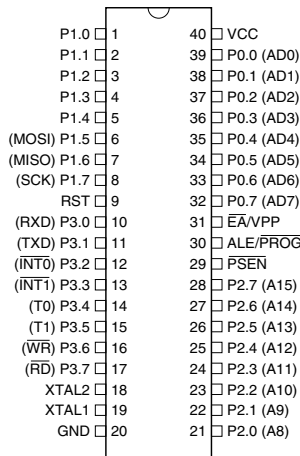 P1.0 1 40 VCC
P1.1 2 39 P0.0 (AD0)
P1.2 3 38 P0.1 (AD1)
P1.3 4 37 P0.2 (AD2)
P1.4 5 36 P0.3 (AD3)
(MOSI) P1.5 6 35 P0.4 (AD4)
(MISO) P1.6 7 34 P0.5 (AD5)
(SCK) P1.7 8 33 P0.6 (AD6)
RST 9 32 P0.7 (AD7)
(RXD) P3.0 10 31 E̅A̅/VPP
(TXD) P3.1 11 30 ALE/P̅R̅O̅G̅
(I̅N̅T̅0̅) P3.2 12 29 P̅S̅E̅N̅
(I̅N̅T̅1̅) P3.3 13 28 P2.7 (A15)
(T0) P3.4 14 27 P2.6 (A14)
(T1) P3.5 15 26 P2.5 (A13)
(W̅R̅) P3.6 16 25 P2.4 (A12)
(R̅D̅) P3.7 17 24 P2.3 (A11)
XTAL2 18 23 P2.2 (A10)
XTAL1 19 22 P2.1 (A9)
GND 20 21 P2.0 (A8)